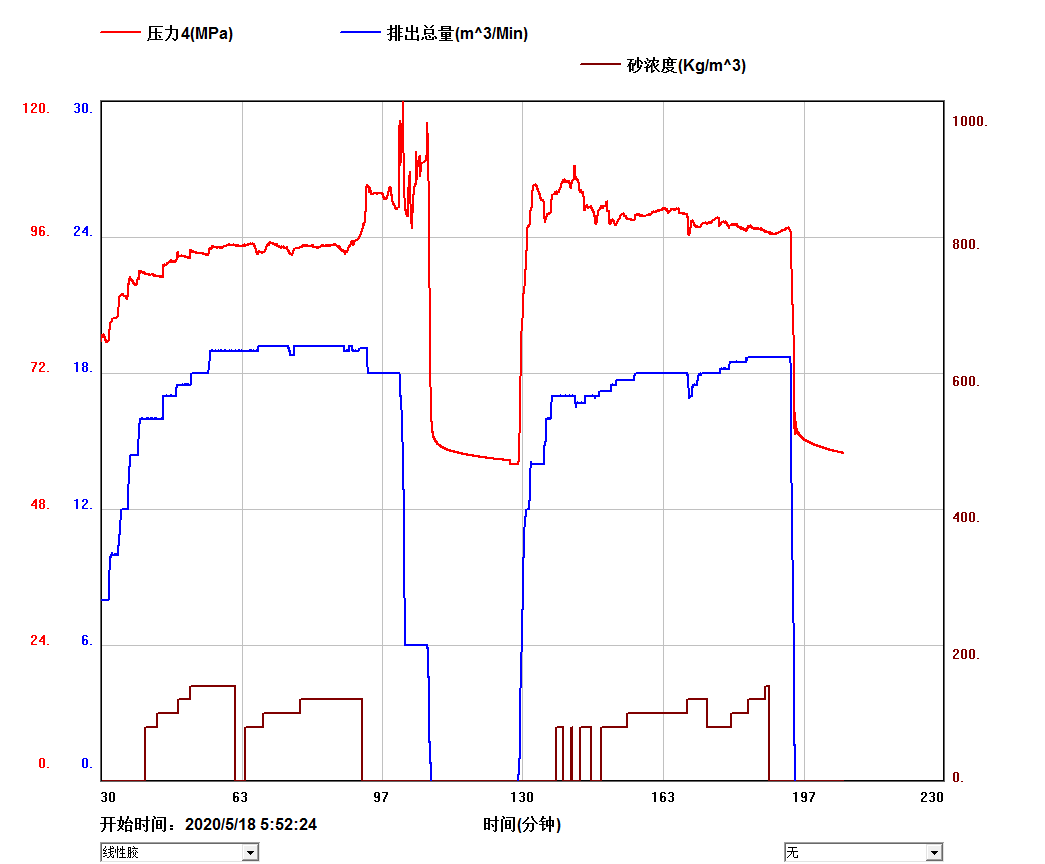 压力4(MPa) 排出总量(m^3/Min)
砂浓度(Kg/m^3)
120. 30. 1000.
96. 24. 800.
72. 18. 600.
48. 12. 400.
24. 6. 200.
0. 0. 0.
30 63 97 130 163 197 230
开始时间：2020/5/18 5:52:24 时间(分钟)
线性胶 无